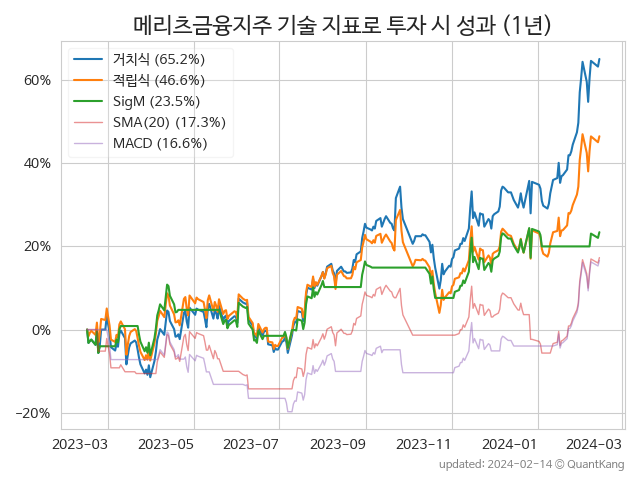 메리츠금융지주 기술 지표로 투자 시 성과 (1년)
거치식 (65.2%)
적립식 (46.6%)
SigM (23.5%)
SMA(20) (17.3%)
MACD (16.6%)
60%
40%
20%
0%
−20%
2023-03 2023-05 2023-07 2023-09 2023-11 2024-01 2024-03
updated: 2024-02-14 © QuantKang